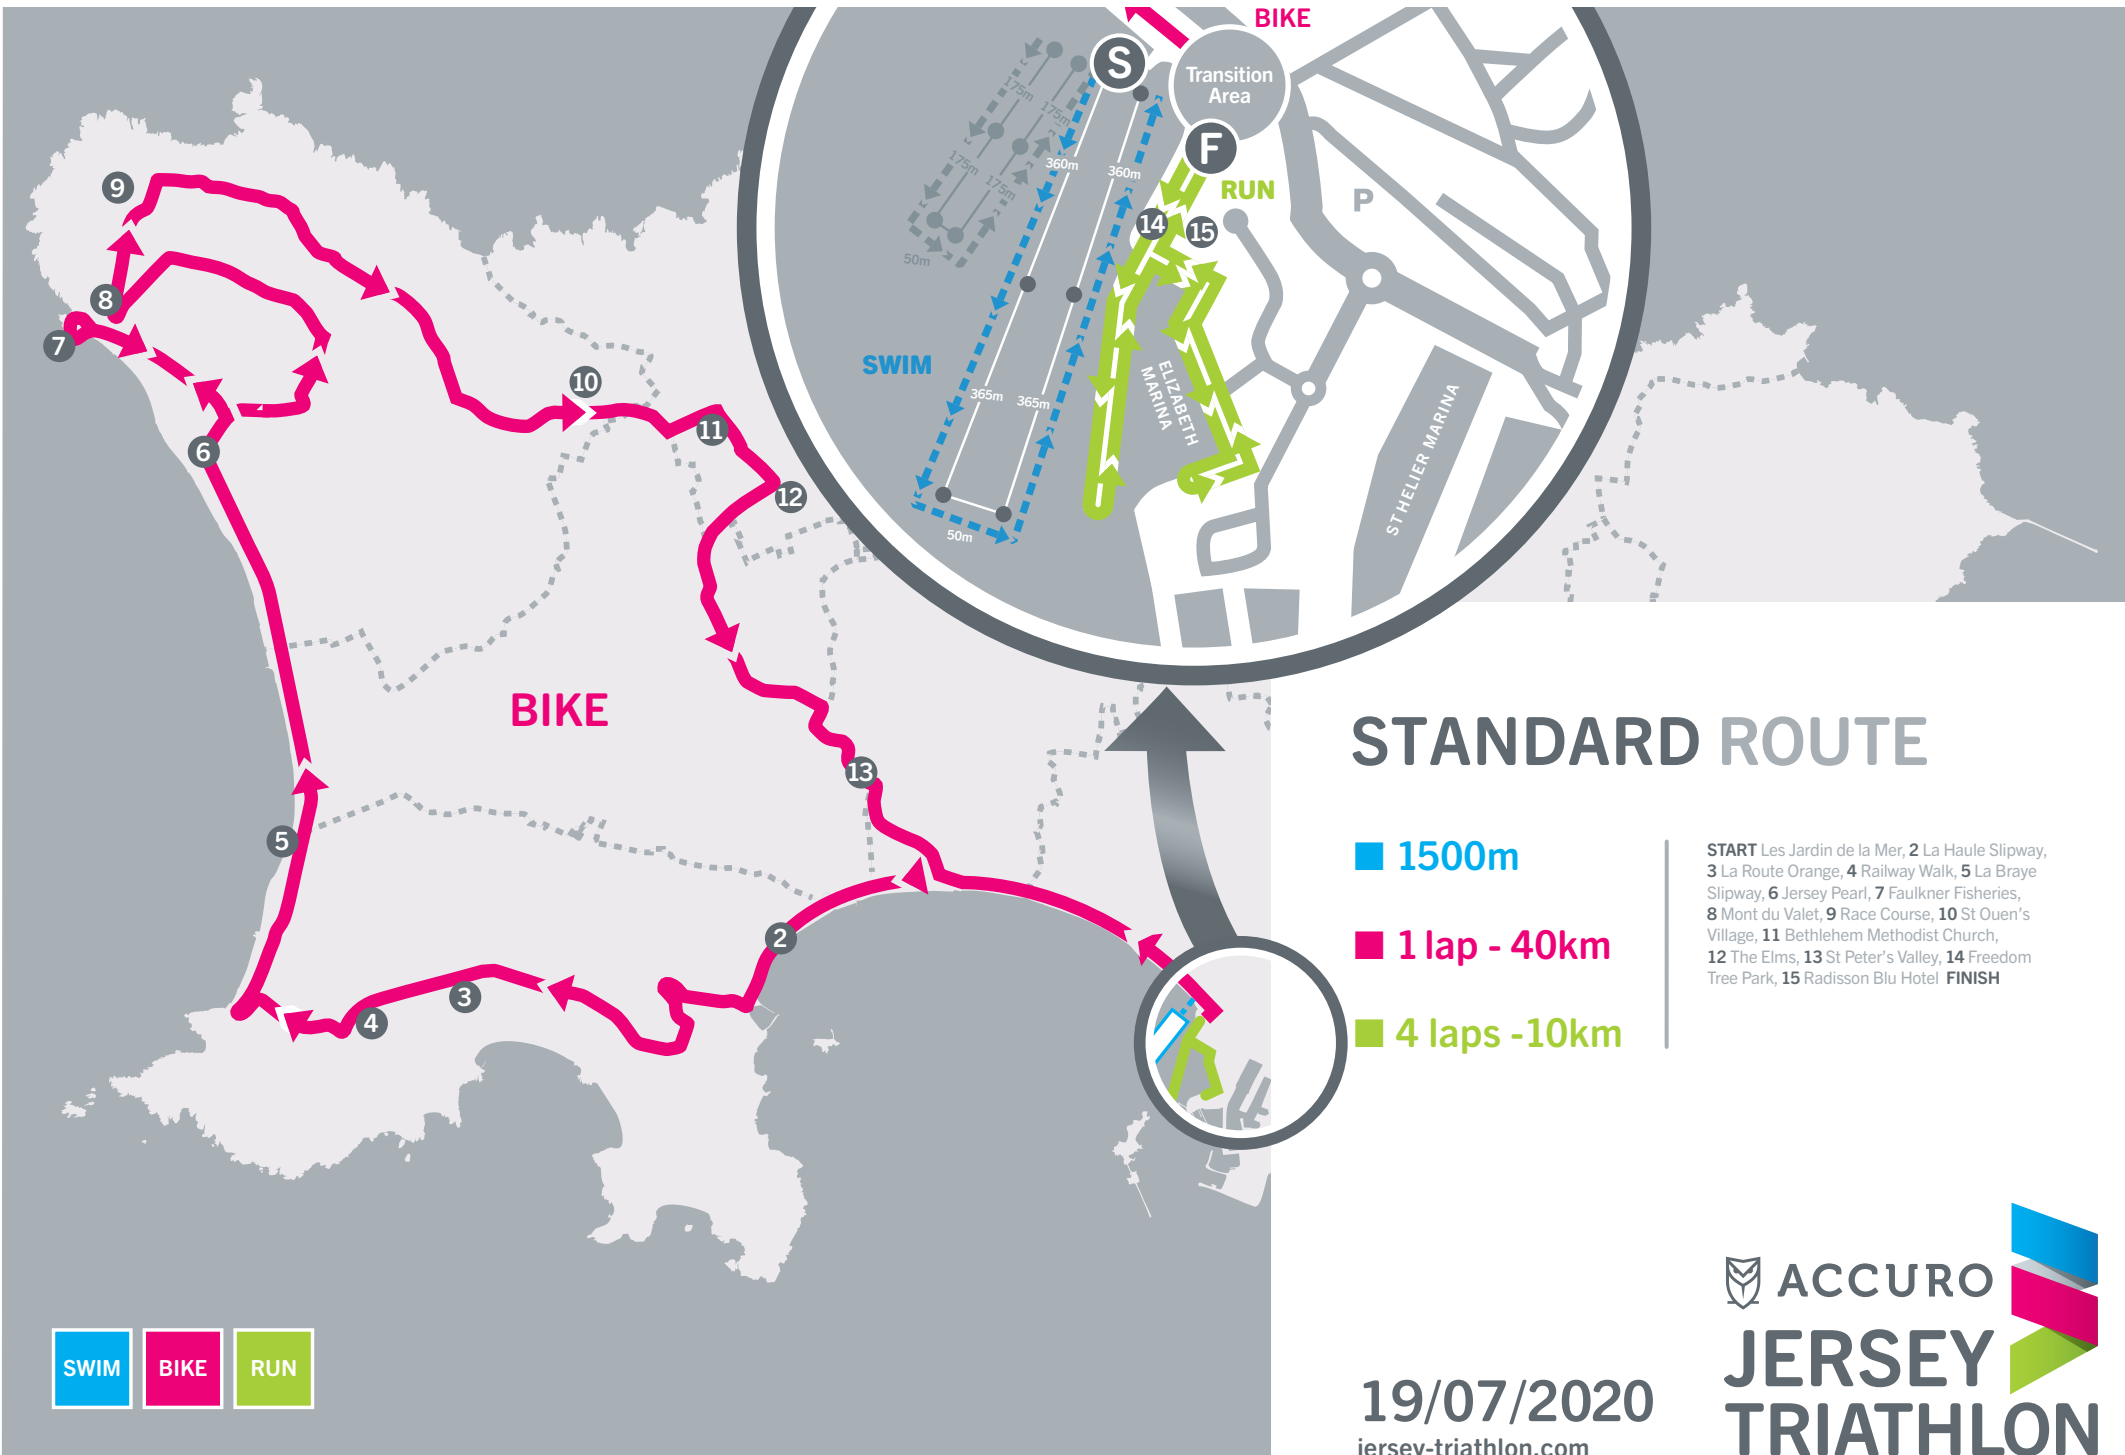 BIKE
S
Transition
Area
F
RUN
14
15
P
175m
175m
175m
175m
50m
360m
360m
SWIM
365m
365m
50m
ELIZABETH
MARINA
ST HELIER MARINA
9
8
7
10
11
6
12
BIKE
13
5
2
3
4
STANDARD ROUTE
1500m
1 lap - 40km
4 laps -10km
START Les Jardin de la Mer, 2 La Haule Slipway,
3 La Route Orange, 4 Railway Walk, 5 La Braye
Slipway, 6 Jersey Pearl, 7 Faulkner Fisheries,
8 Mont du Valet, 9 Race Course, 10 St Ouen's
Village, 11 Bethlehem Methodist Church,
12 The Elms, 13 St Peter's Valley, 14 Freedom
Tree Park, 15 Radisson Blu Hotel FINISH
SWIM
BIKE
RUN
19/07/2020
jersey-triathlon.com
ACCURO
JERSEY
TRIATHLON